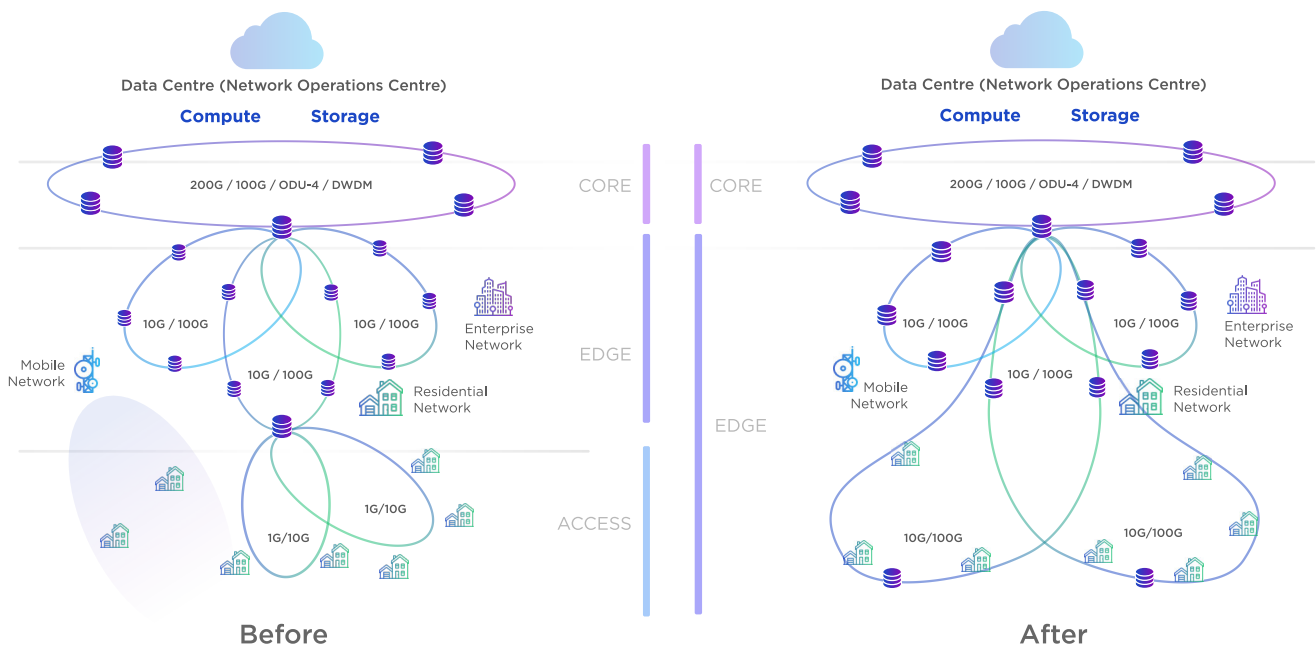 Data Centre (Network Operations Centre)
Compute Storage
200G / 100G / ODU-4 / DWDM
CORE
10G / 100G
10G / 100G
Enterprise
Network
EDGE
Mobile
Network
10G / 100G
Residential
Network
1G/10G
ACCESS
1G/10G
Before
Data Centre (Network Operations Centre)
Compute Storage
CORE
200G / 100G / ODU-4 / DWDM
10G / 100G
10G / 100G
Enterprise
Network
Mobile
Network
10G / 100G
Residential
Network
EDGE
10G/100G
10G/100G
After